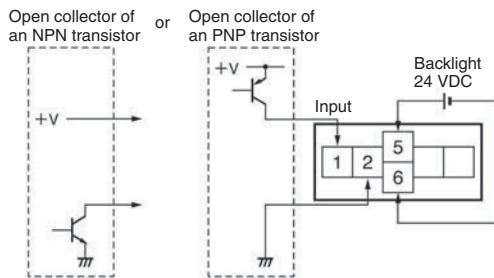 Open collector of
an NPN transistor
or
Open collector of
an PNP transistor
+V
+V
Input
Backlight
24 VDC
1
2
5
6